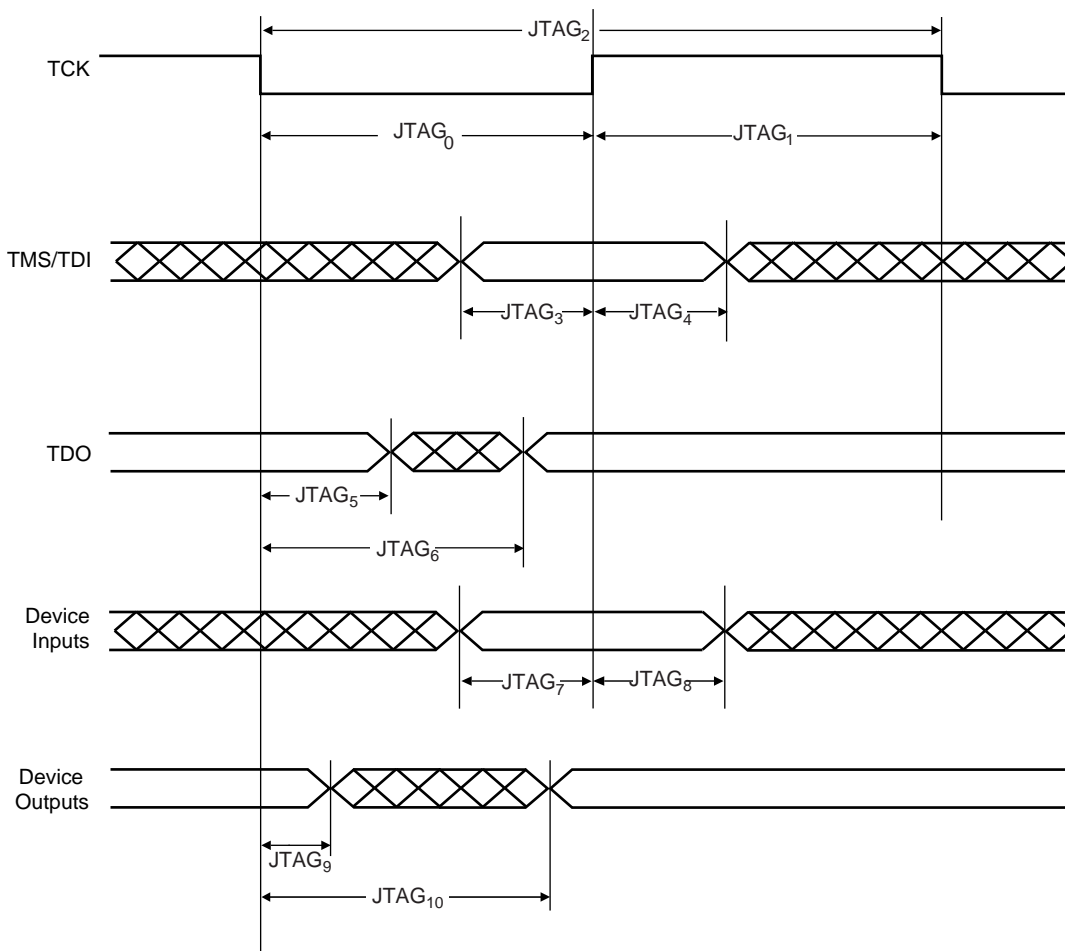 JTAG₂
TCK
JTAG₀
JTAG₁
TMS/TDI
JTAG₃
JTAG₄
TDO
JTAG₅
JTAG₆
Device
Inputs
JTAG₇
JTAG₈
Device
Outputs
JTAG₉
JTAG₁₀